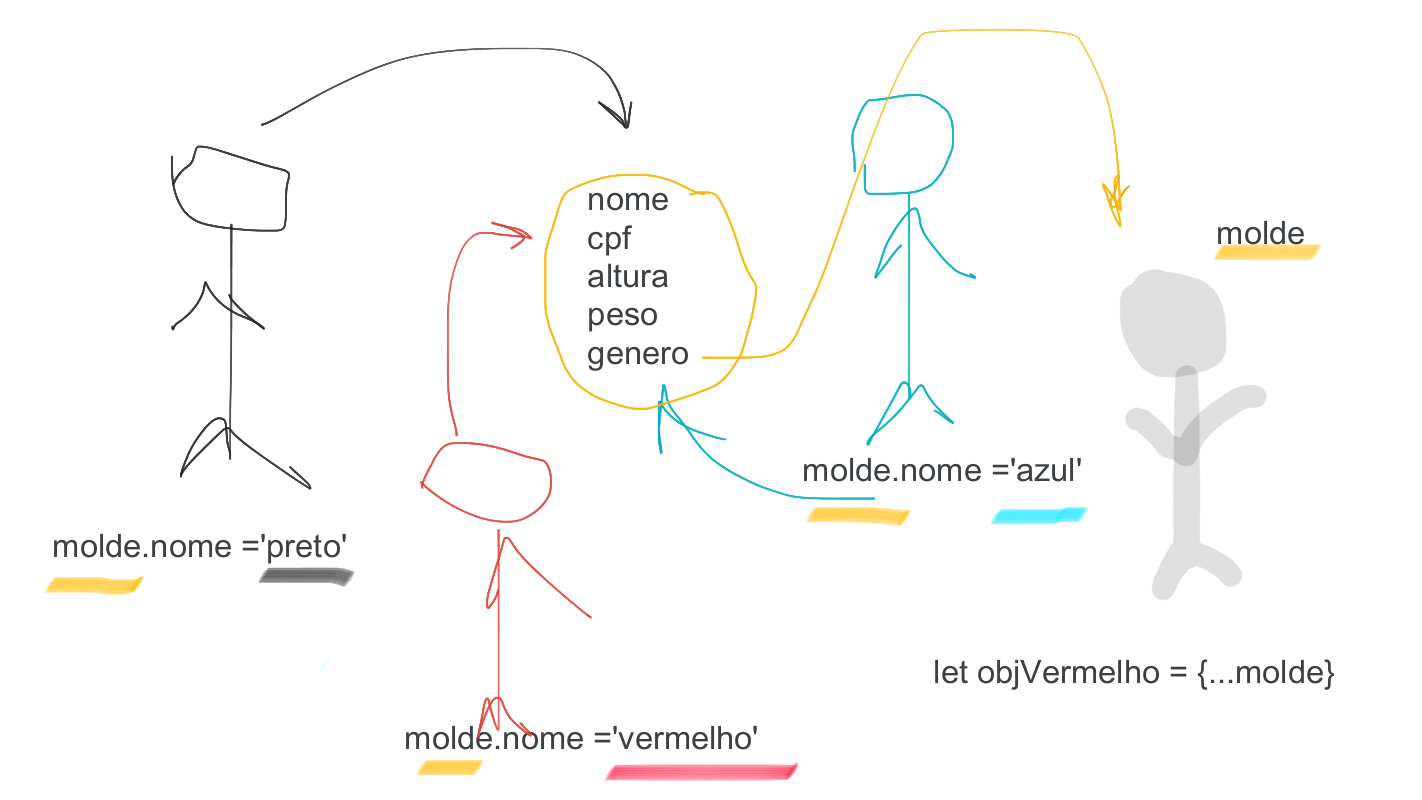 nome
cpf
altura
peso
genero
molde
molde.nome ='azul'
molde.nome ='preto'
let objVermelho = {...molde}
molde.nome ='vermelho'